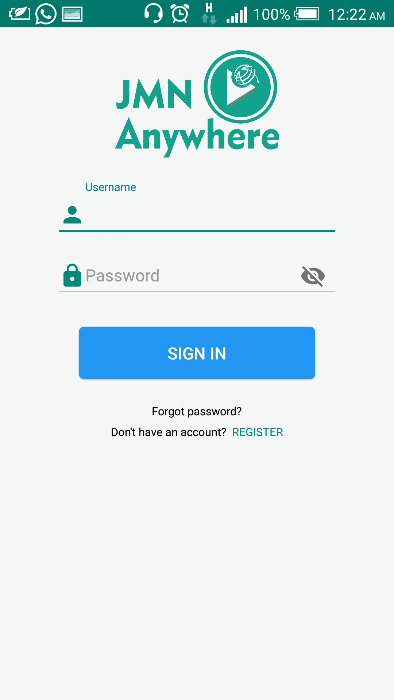 H 100% 12:22 AM
JMN
Anywhere
Username
Password
SIGN IN
Forgot password?
Don't have an account? REGISTER